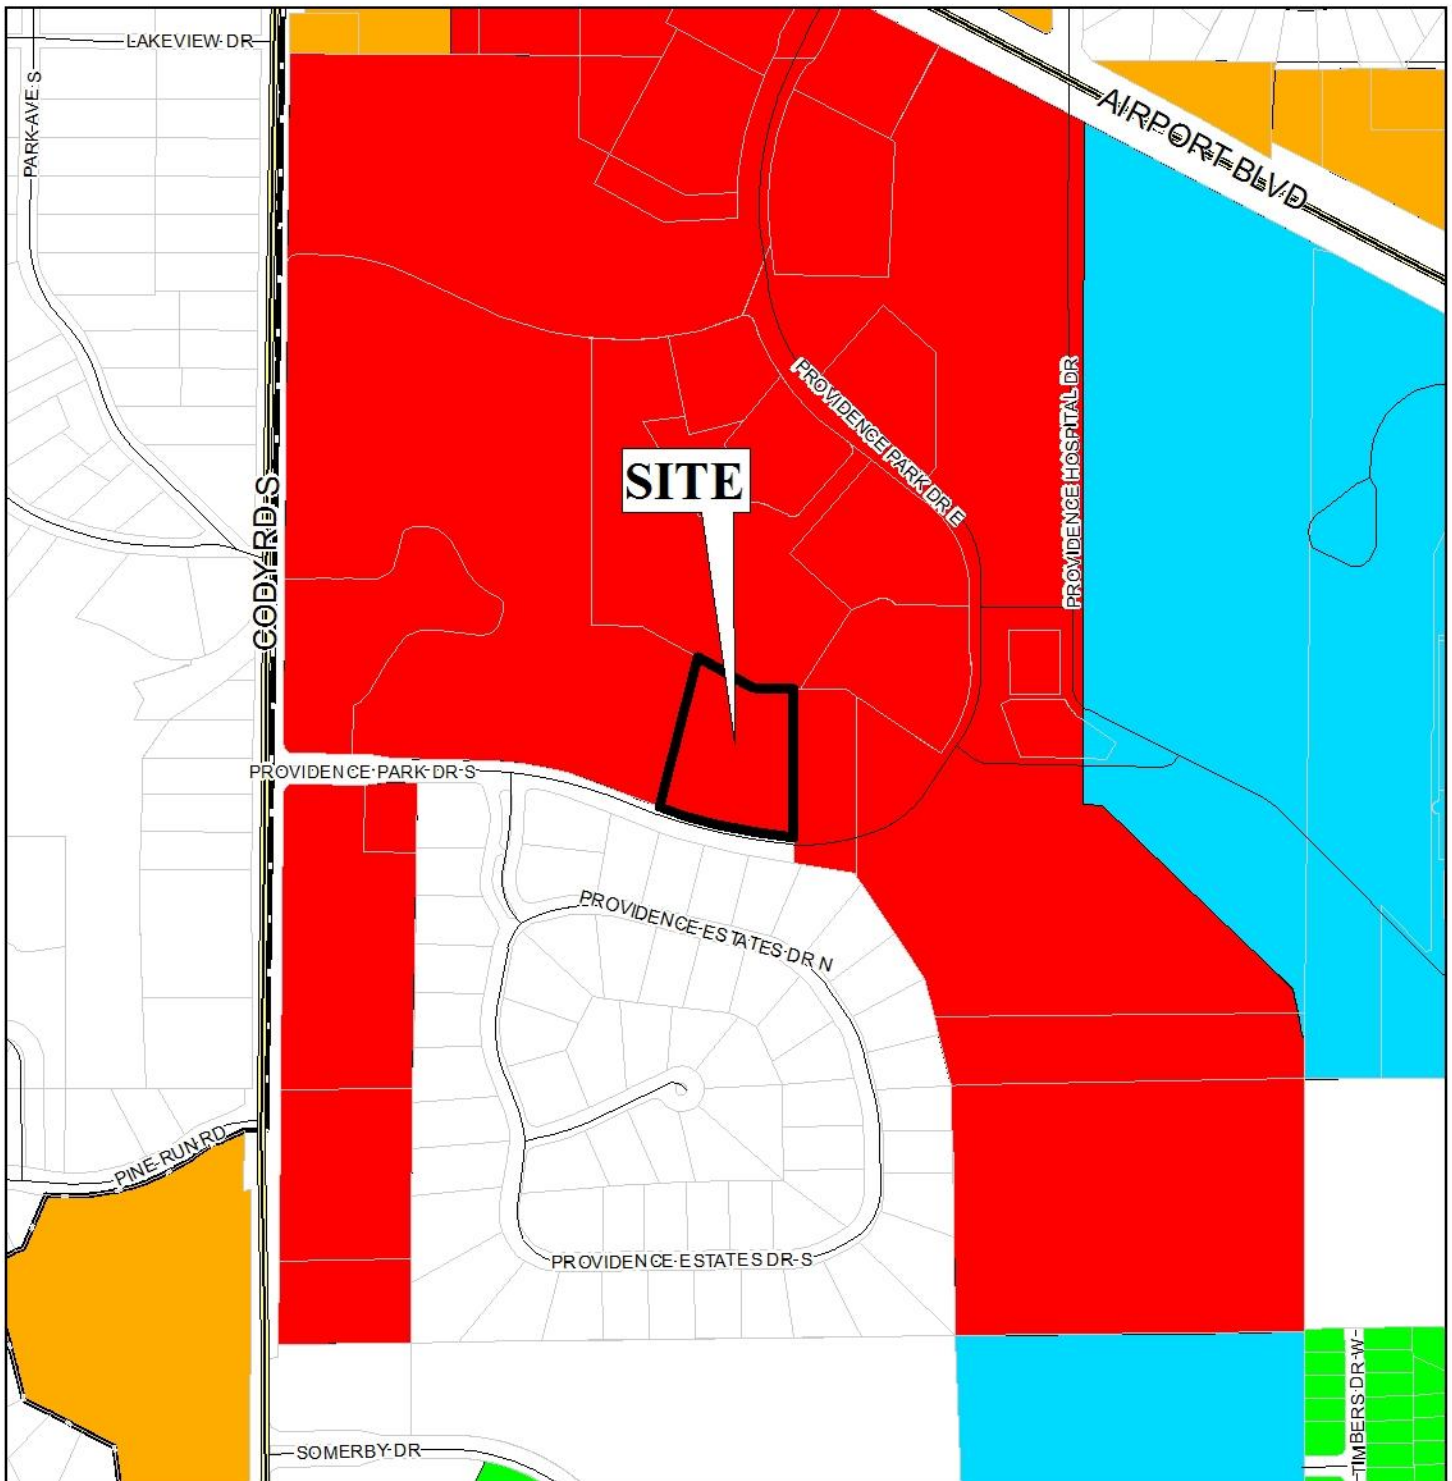 LAKEVIEW DR
PARK AVE S
AIRPORT BLVD
PROVIDENCE PARK DR E
PROVIDENCE HOSPITAL DR
SITE
CODY RD S
PROVIDENCE PARK DR S
PROVIDENCE ESTATES DR N
PINE RUN RD
PROVIDENCE ESTATES DR S
TIMBERS DR W
SOMERBY DR